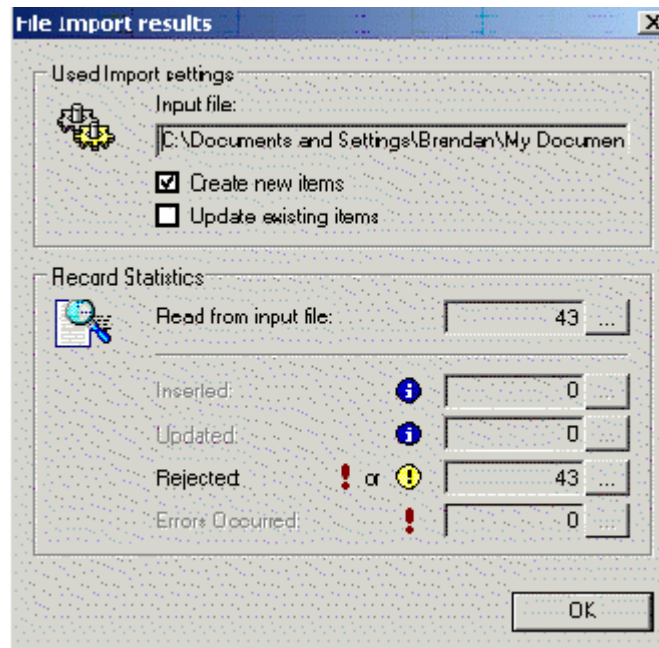 File Import results
Used Import settings
Input file:
C:\Documents and Settings\Brendan\My Documen
Create new items
Update existing items
Record Statistics
Read from input file: 43 ...
Inserted: 0 ...
Updated: 0 ...
Rejected: ! or ! 43 ...
Errors Occurred: ! 0 ...
OK